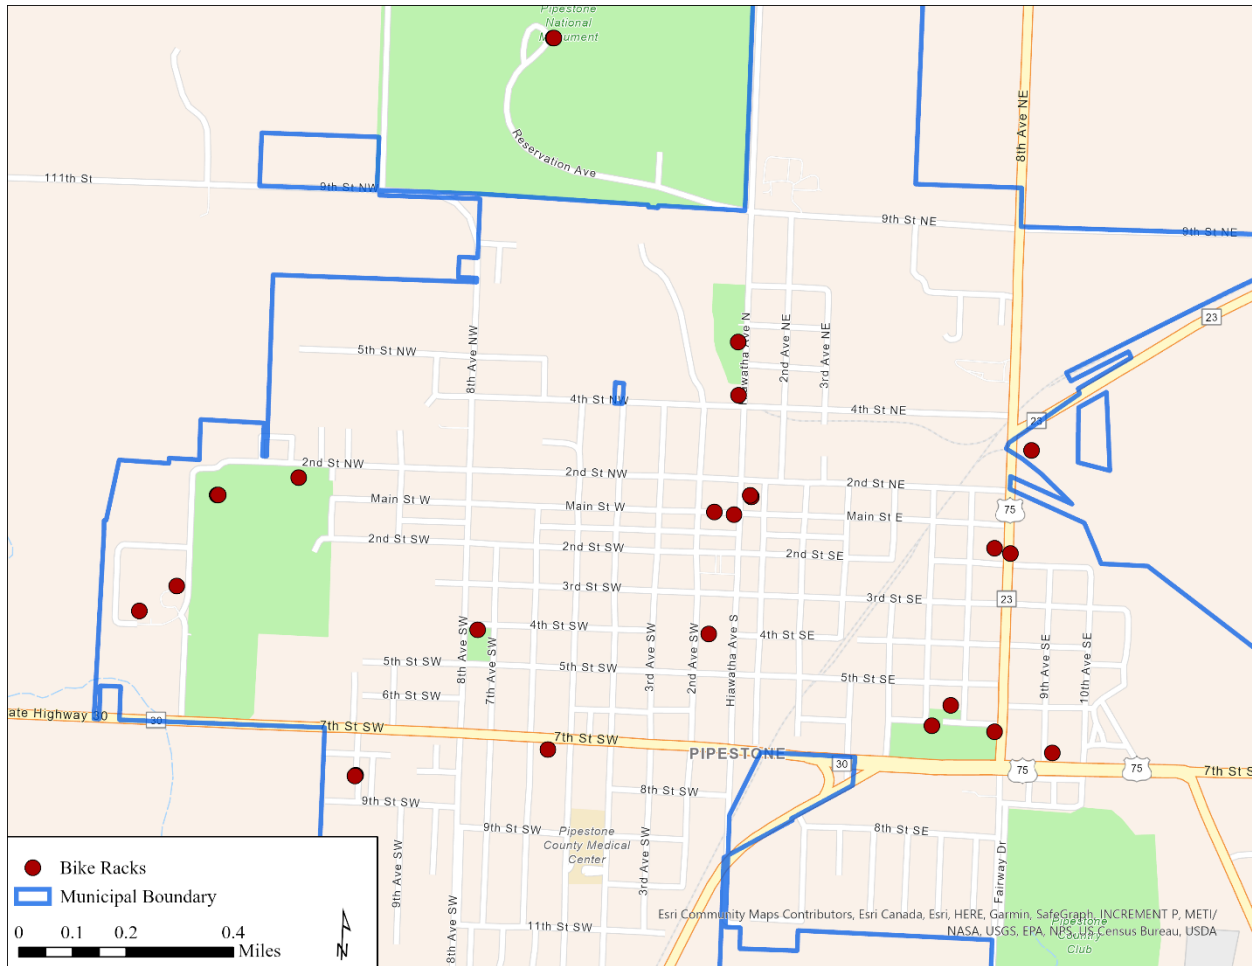 Pipestone
National
Monument
Reservation Ave
8th Ave NE
111th St
9th St NW
9th St NE
9th St NE
23
Hiawatha Ave N
2nd Ave NE
3rd Ave NE
8th Ave NW
5th St NW
4th St NW
4th St NE
23
2nd St NW
2nd St NW
2nd St NE
Main St W
Main St W
Main St E
75
2nd St SW
2nd St SW
2nd St SE
3rd St SW
3rd St SE
23
4th St SW
4th St SE
8th Ave SW
7th Ave SW
3rd Ave SW
2nd Ave SW
Hiawatha Ave S
9th Ave SE
10th Ave SE
5th St SW
5th St SW
5th St SE
6th St SW
ate Highway 30
30
7th St SW
7th St SW
PIPESTONE
30
75
75
7th St S
8th St SW
9th St SW
9th St SW
8th St SE
Pipestone
County Medical
Center
9th Ave SW
8th Ave SW
3rd Ave SW
Fairway Dr
11th St SW
Pipestone
Country
Club
Bike Racks
Municipal Boundary
0 0.1 0.2 0.4
Miles
N
Esri Community Maps Contributors, Esri Canada, Esri, HERE, Garmin, SafeGraph, INCREMENT P, METI/
NASA, USGS, EPA, NPS, US Census Bureau, USDA